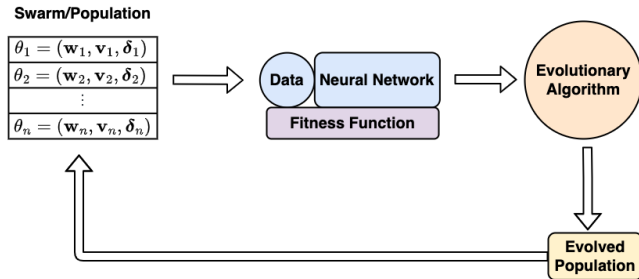 Swarm/Population
θ₁ = (w₁, v₁, δ₁)
θ₂ = (w₂, v₂, δ₂)
⋮
θₙ = (wₙ, vₙ, δₙ)
Data
Neural Network
Fitness Function
Evolutionary
Algorithm
Evolved
Population